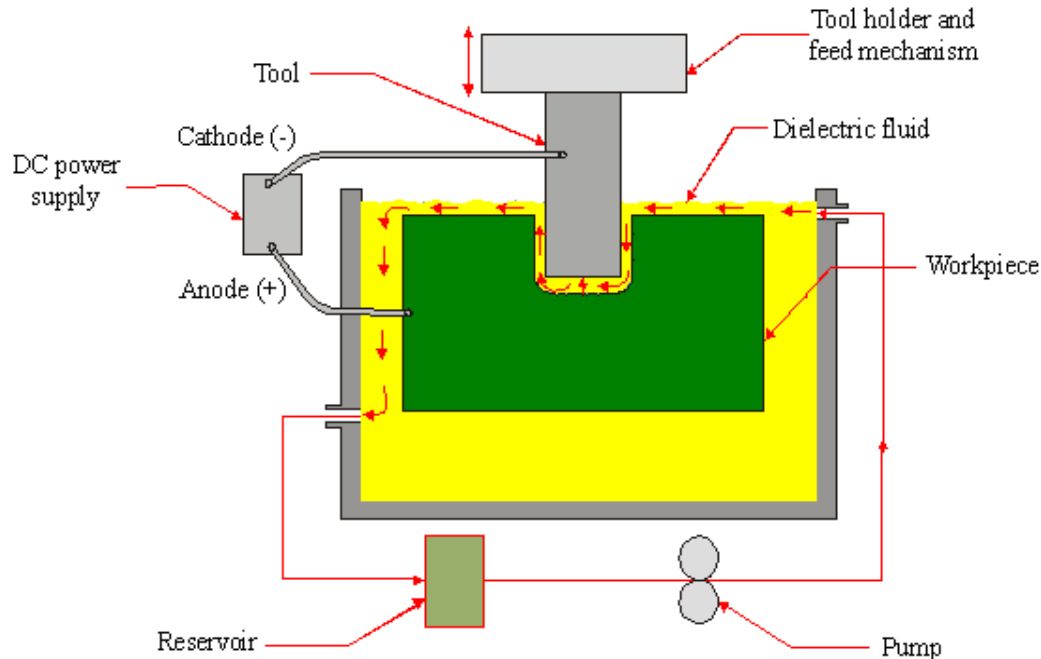 Tool holder and
feed mechanism
Tool
Cathode (-)
Dielectric fluid
DC power
supply
Workpiece
Anode (+)
Reservoir
Pump